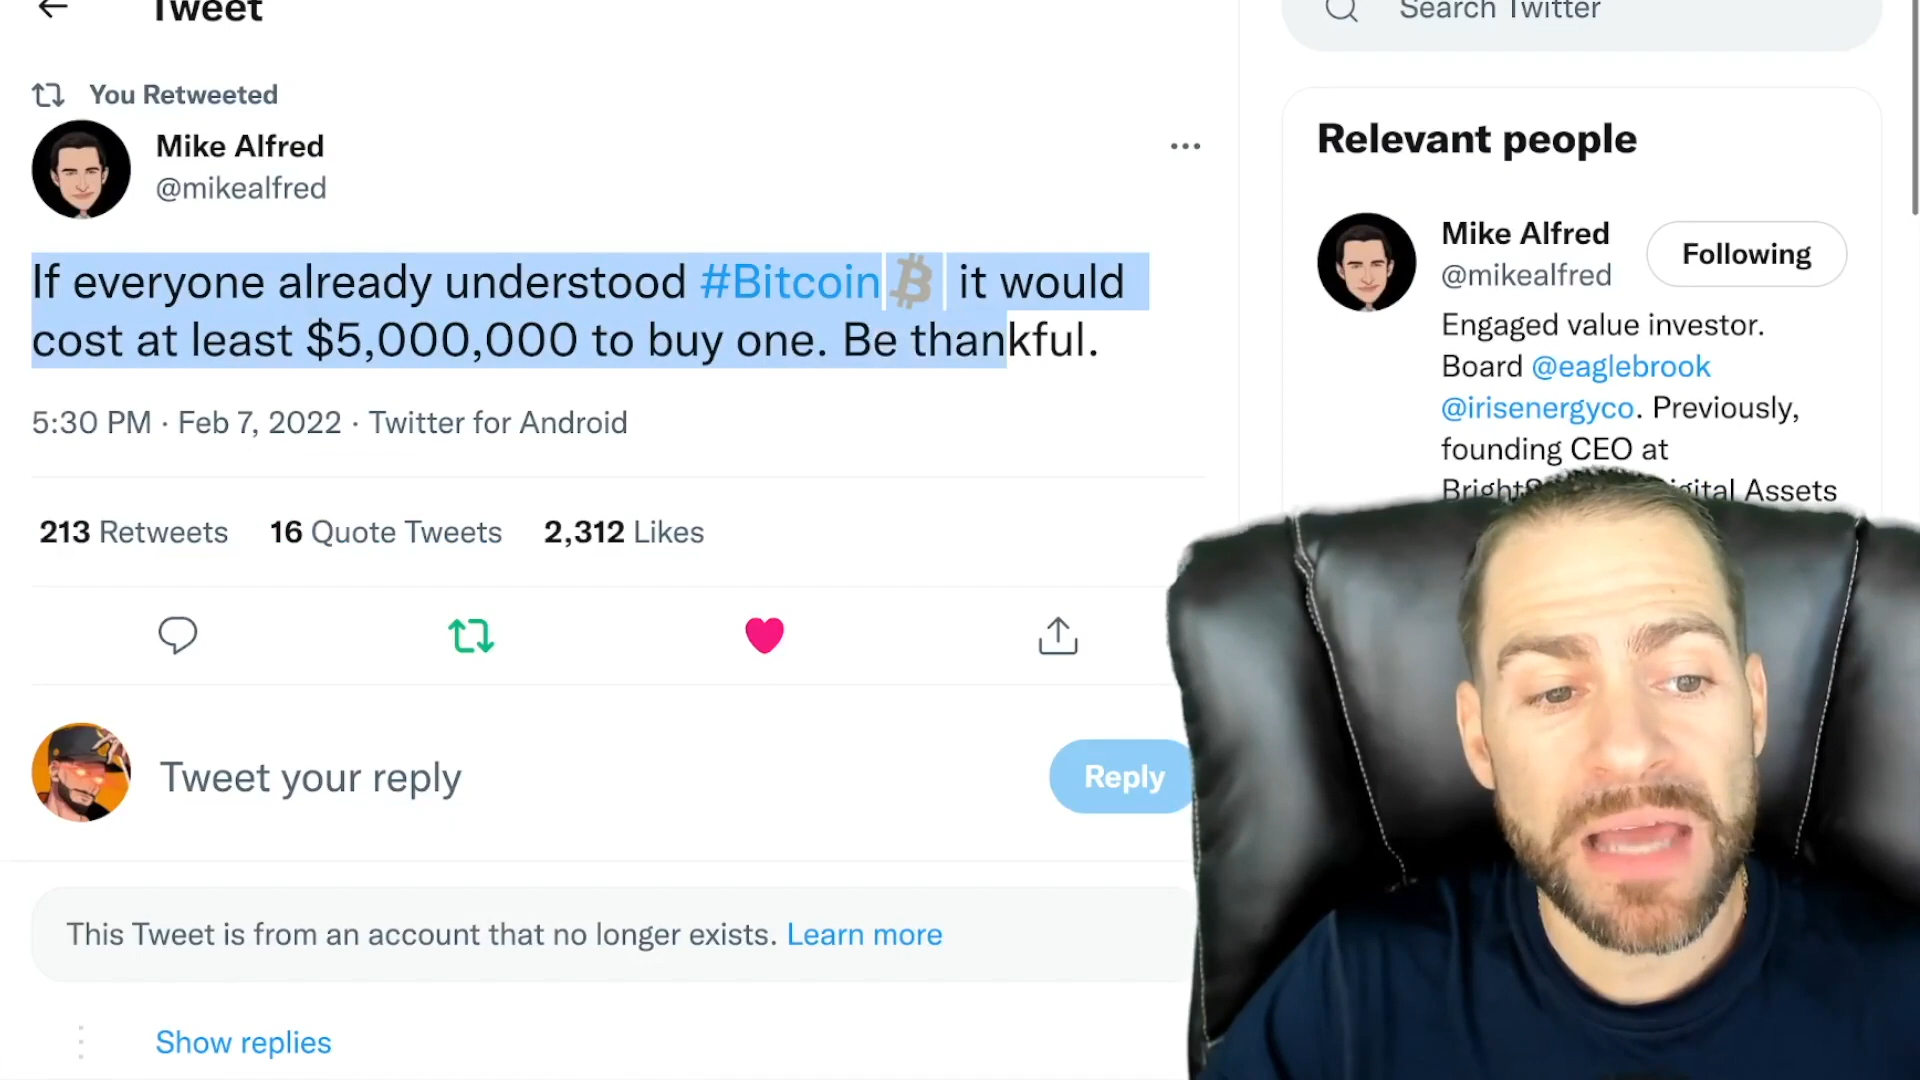 Tweet
Search Twitter
You Retweeted
Mike Alfred
@mikealfred
If everyone already understood #Bitcoin it would
cost at least $5,000,000 to buy one. Be thankful.
5:30 PM · Feb 7, 2022 · Twitter for Android
213 Retweets 16 Quote Tweets 2,312 Likes
Tweet your reply
Reply
This Tweet is from an account that no longer exists. Learn more
Show replies
Relevant people
Mike Alfred
@mikealfred
Following
Engaged value investor.
Board @eaglebrook
@irisenergyco. Previously,
founding CEO at
Digital Assets